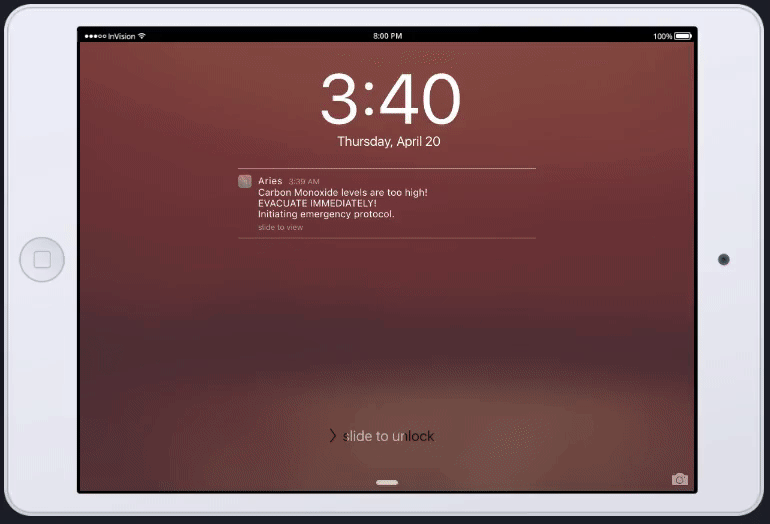 ●●●○○ InVision 8:00 PM 100%
3:40
Thursday, April 20
Aries 3:39 AM
Carbon Monoxide levels are too high!
EVACUATE IMMEDIATELY!
Initiating emergency protocol.
slide to view
slide to unlock